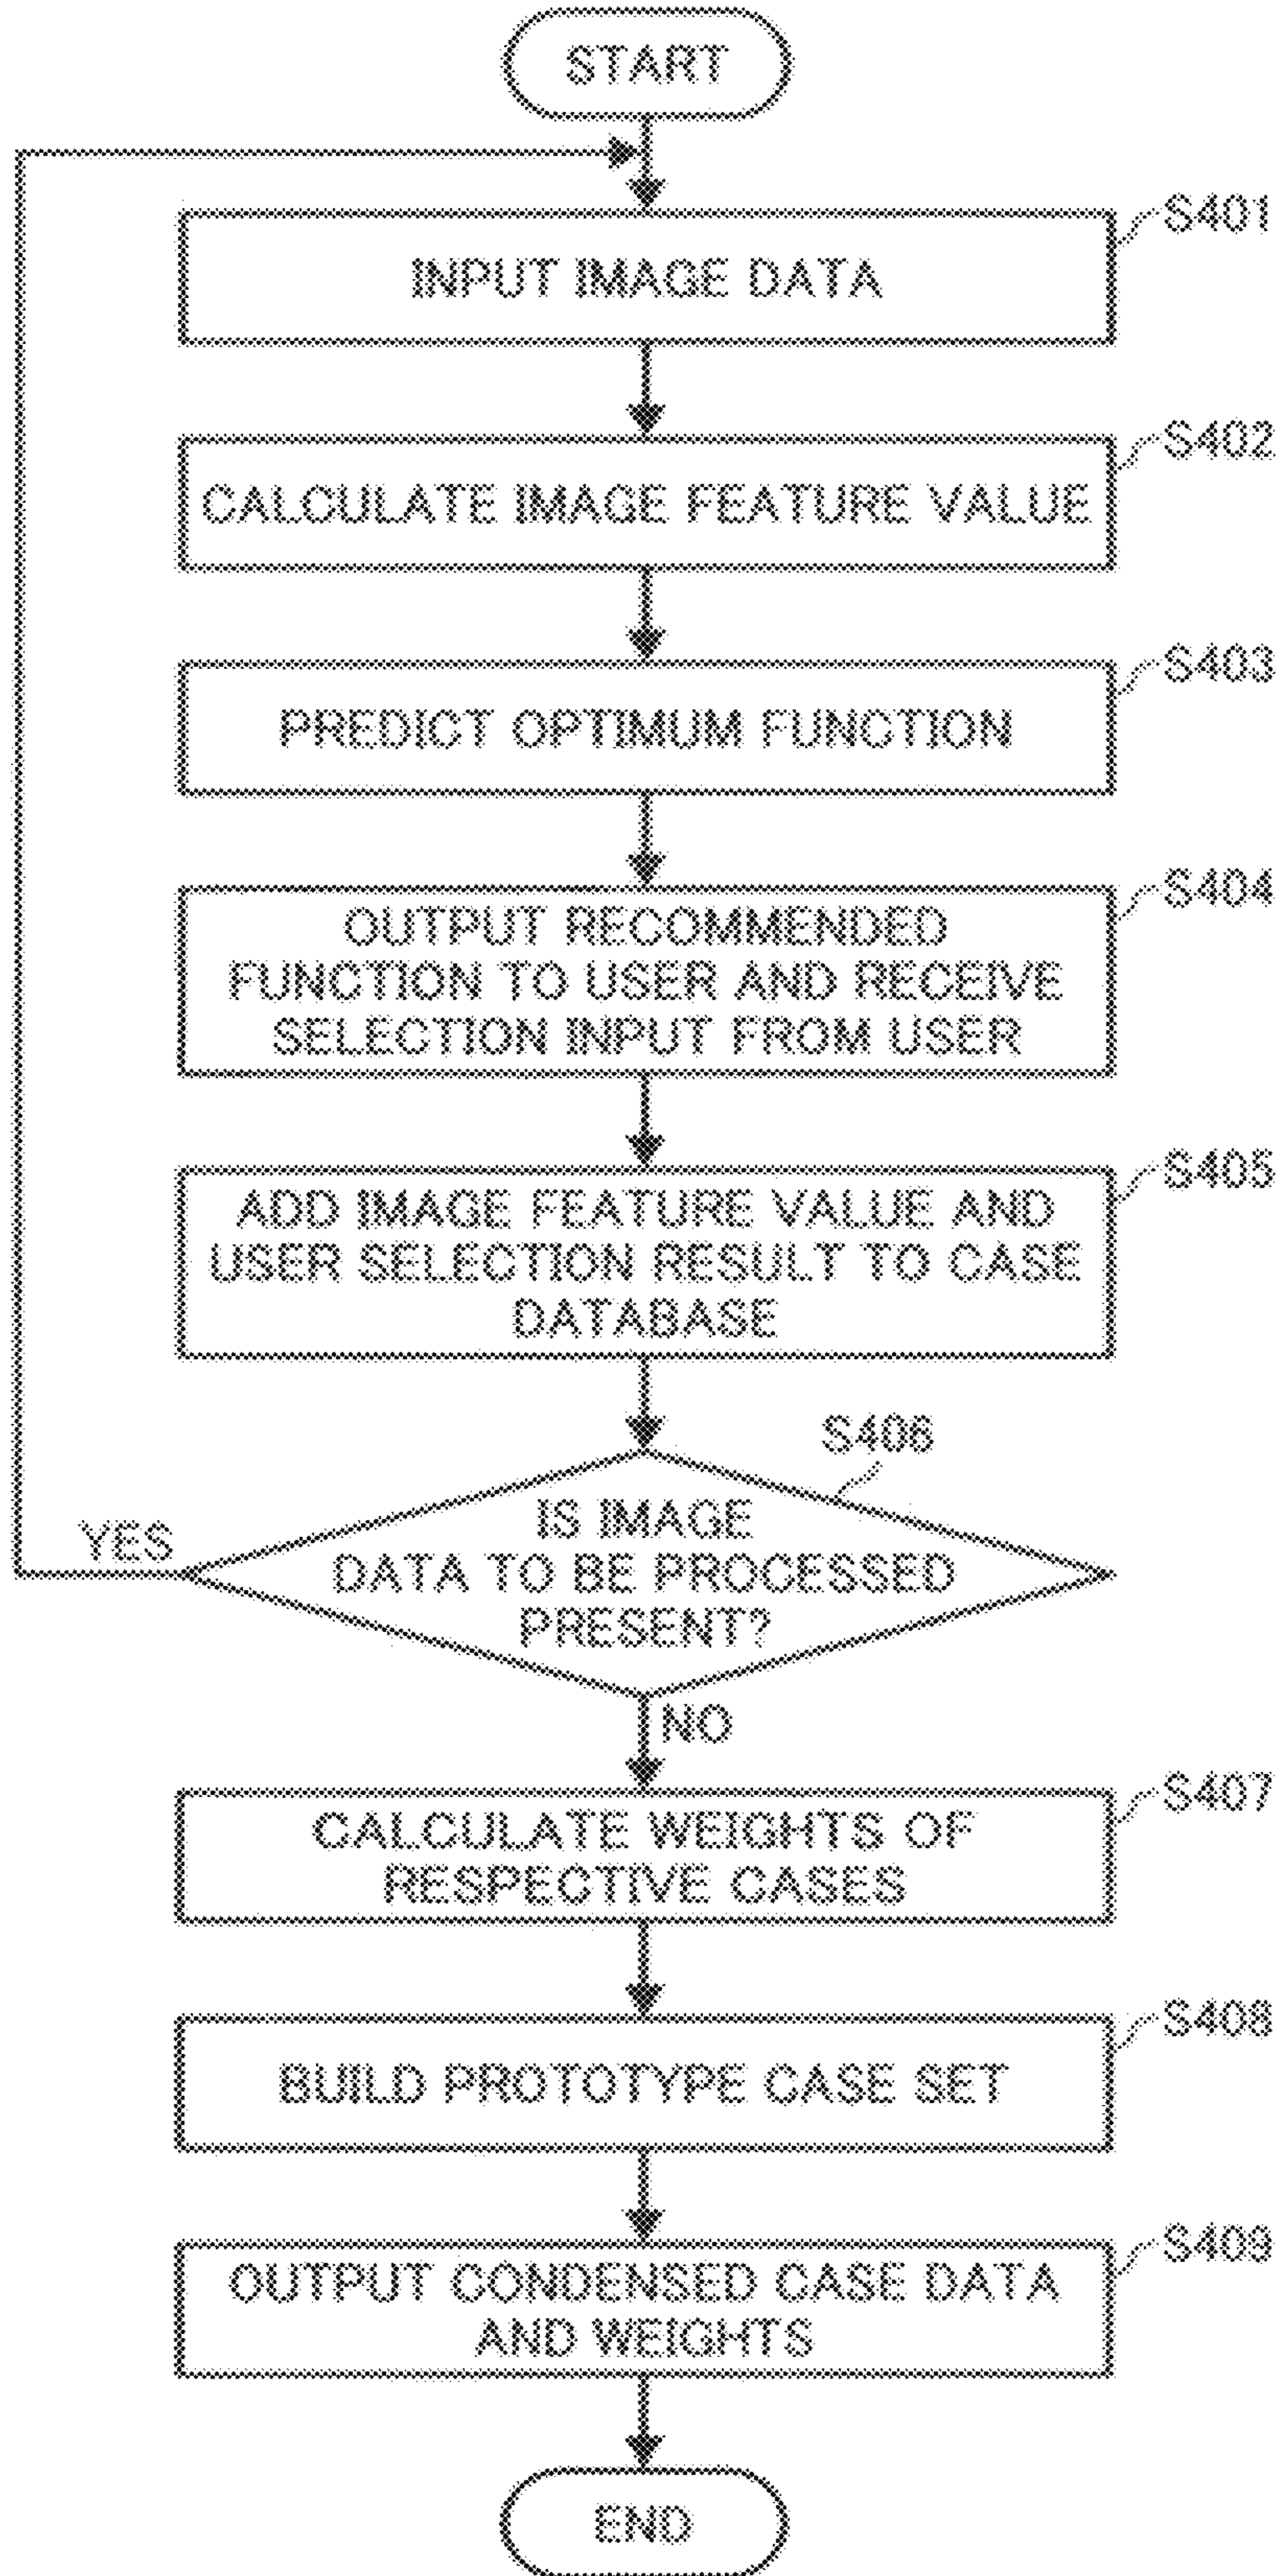 START
S401
INPUT IMAGE DATA
S402
CALCULATE IMAGE FEATURE VALUE
S403
PREDICT OPTIMUM FUNCTION
S404
OUTPUT RECOMMENDED
FUNCTION TO USER AND RECEIVE
SELECTION INPUT FROM USER
S405
ADD IMAGE FEATURE VALUE AND
USER SELECTION RESULT TO CASE
DATABASE
S406
IS IMAGE
DATA TO BE PROCESSED
PRESENT?
YES
NO
S407
CALCULATE WEIGHTS OF
RESPECTIVE CASES
S408
BUILD PROTOTYPE CASE SET
S409
OUTPUT CONDENSED CASE DATA
AND WEIGHTS
END